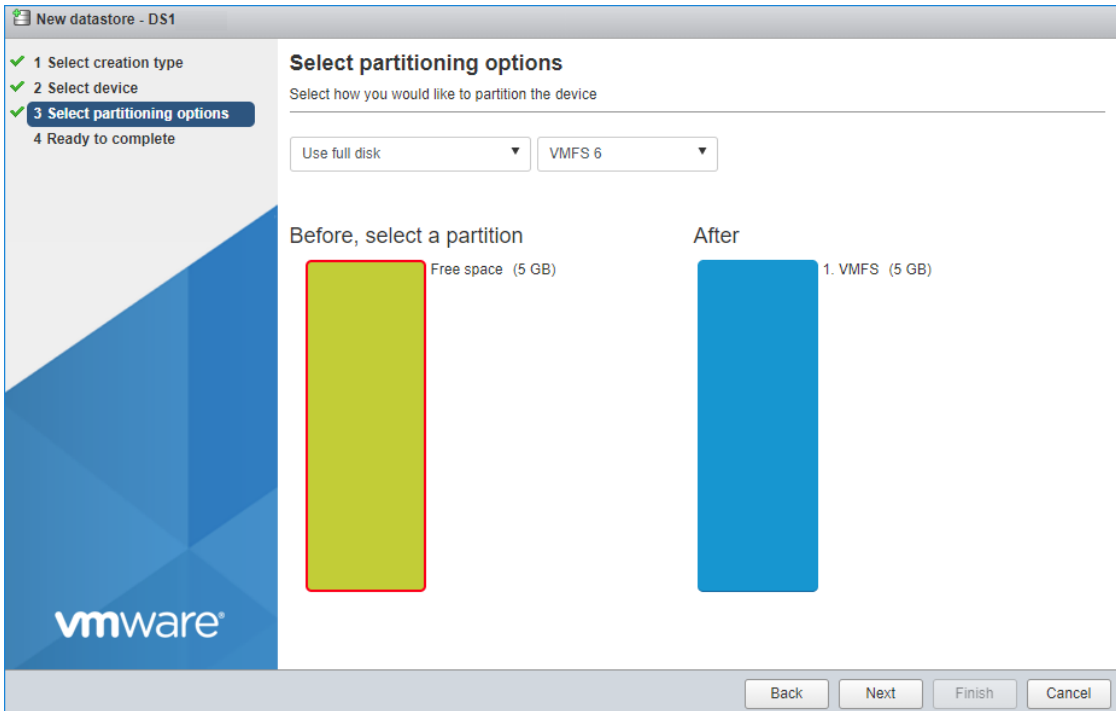 New datastore - DS1
1 Select creation type
2 Select device
3 Select partitioning options
4 Ready to complete
Select partitioning options
Select how you would like to partition the device
Use full disk
VMFS 6
Before, select a partition
After
Free space (5 GB)
1. VMFS (5 GB)
vmware®
Back
Next
Finish
Cancel